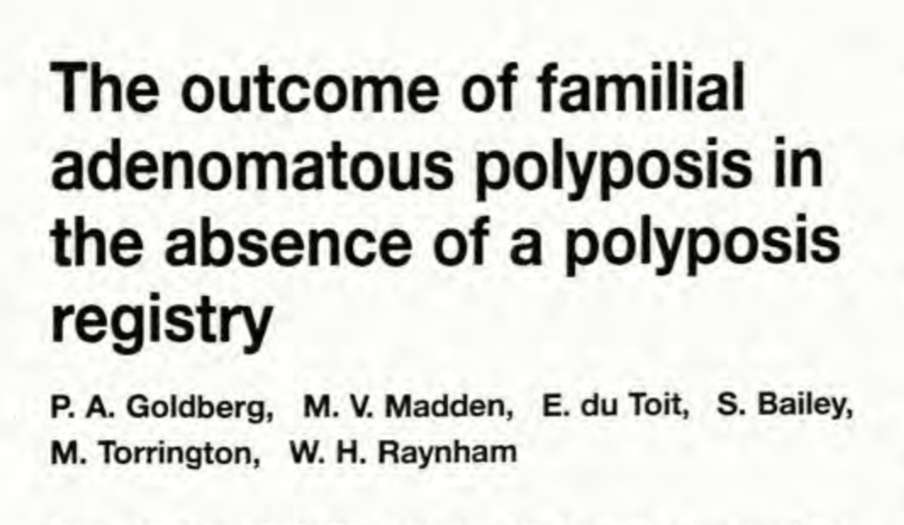 The outcome of familial
adenomatous polyposis in
the absence of a polyposis
registry
P. A. Goldberg, M. V. Madden, E. du Toit, S. Bailey,
M. Torrington, W. H. Raynham